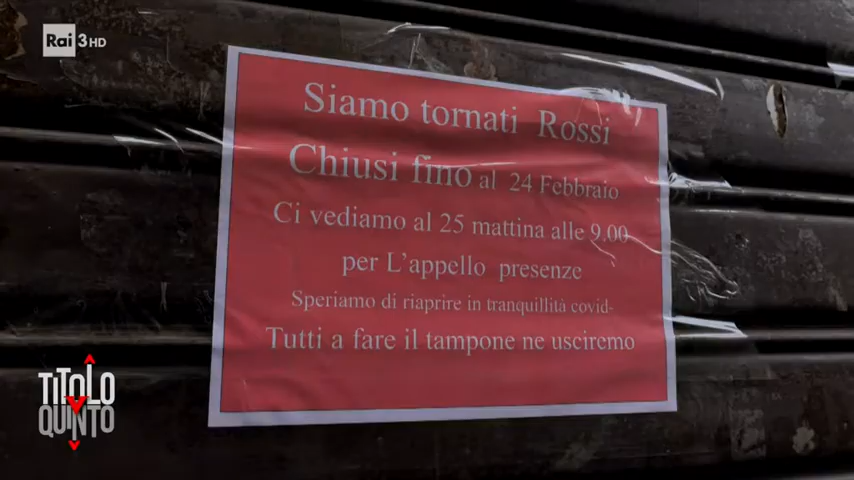 Rai 3HD
Siamo tornati Rossi
Chiusi fino al 24 Febbraio
Ci vediamo al 25 mattina alle 9.00
per L'appello presenze
Speriamo di riaprire in tranquillità covid-
Tutti a fare il tampone ne usciremo
TITOLO
QUINTO